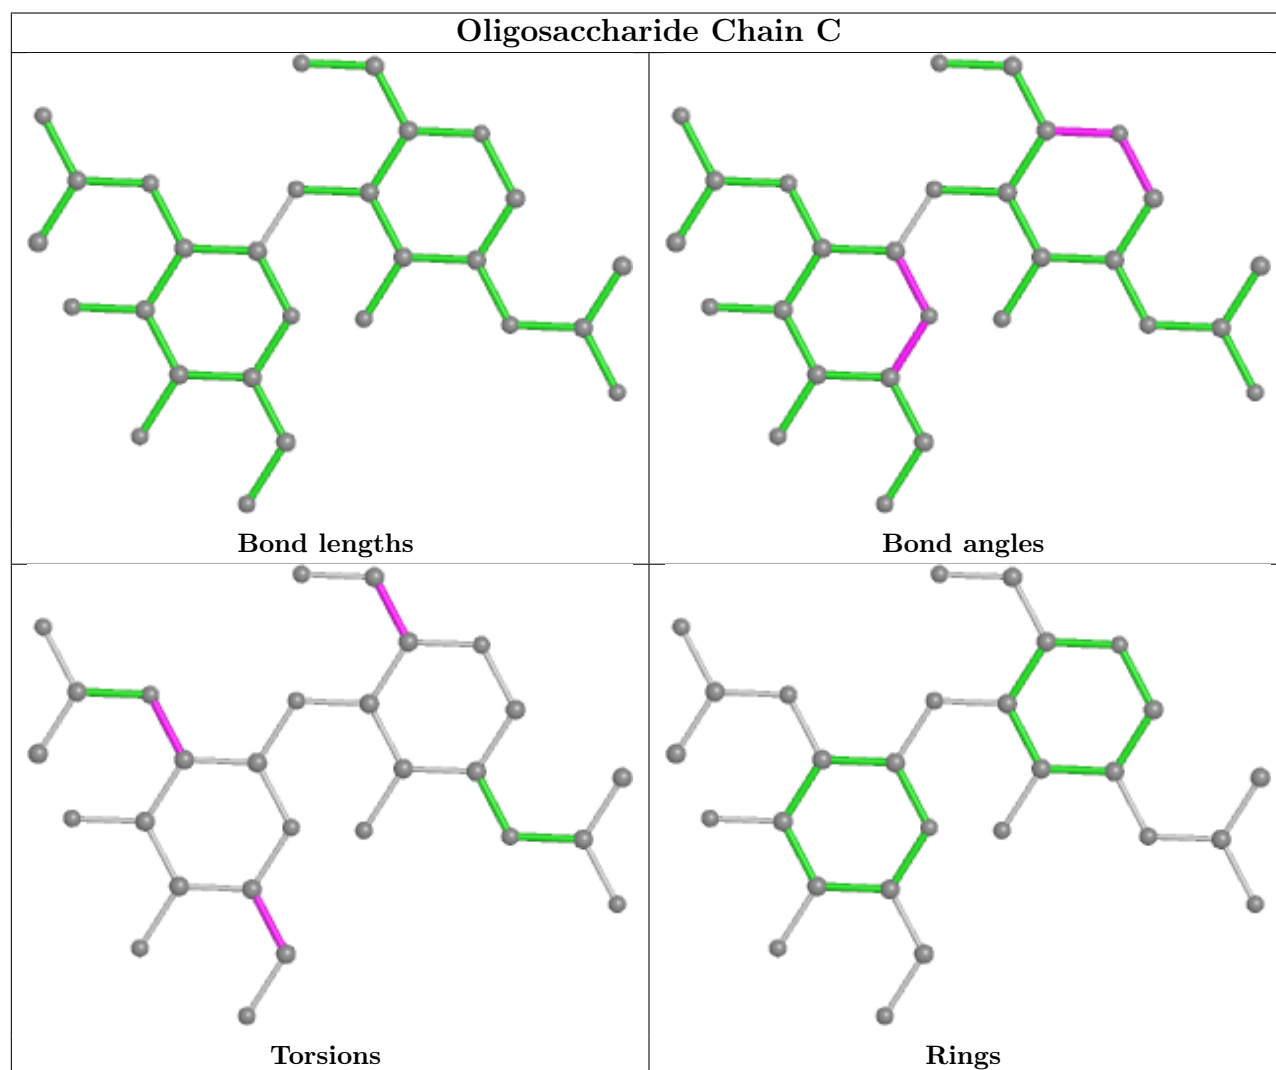 Oligosaccharide Chain C
Bond lengths
Bond angles
Torsions
Rings